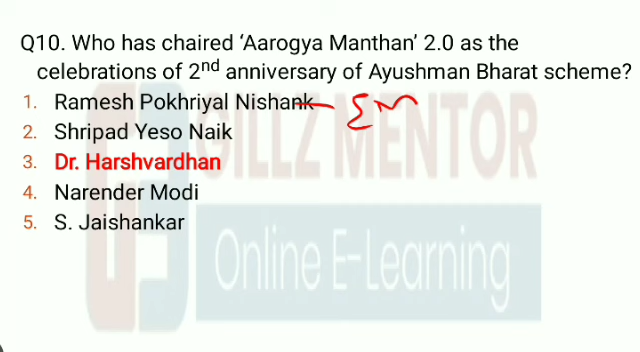 Q10. Who has chaired ‘Aarogya Manthan’ 2.0 as the
celebrations of 2nd anniversary of Ayushman Bharat scheme?
1. Ramesh Pokhriyal Nishank EM
2. Shripad Yeso Naik
3. Dr. Harshvardhan
4. Narender Modi
5. S. Jaishankar
GILLZ MENTOR
Online E-Learning